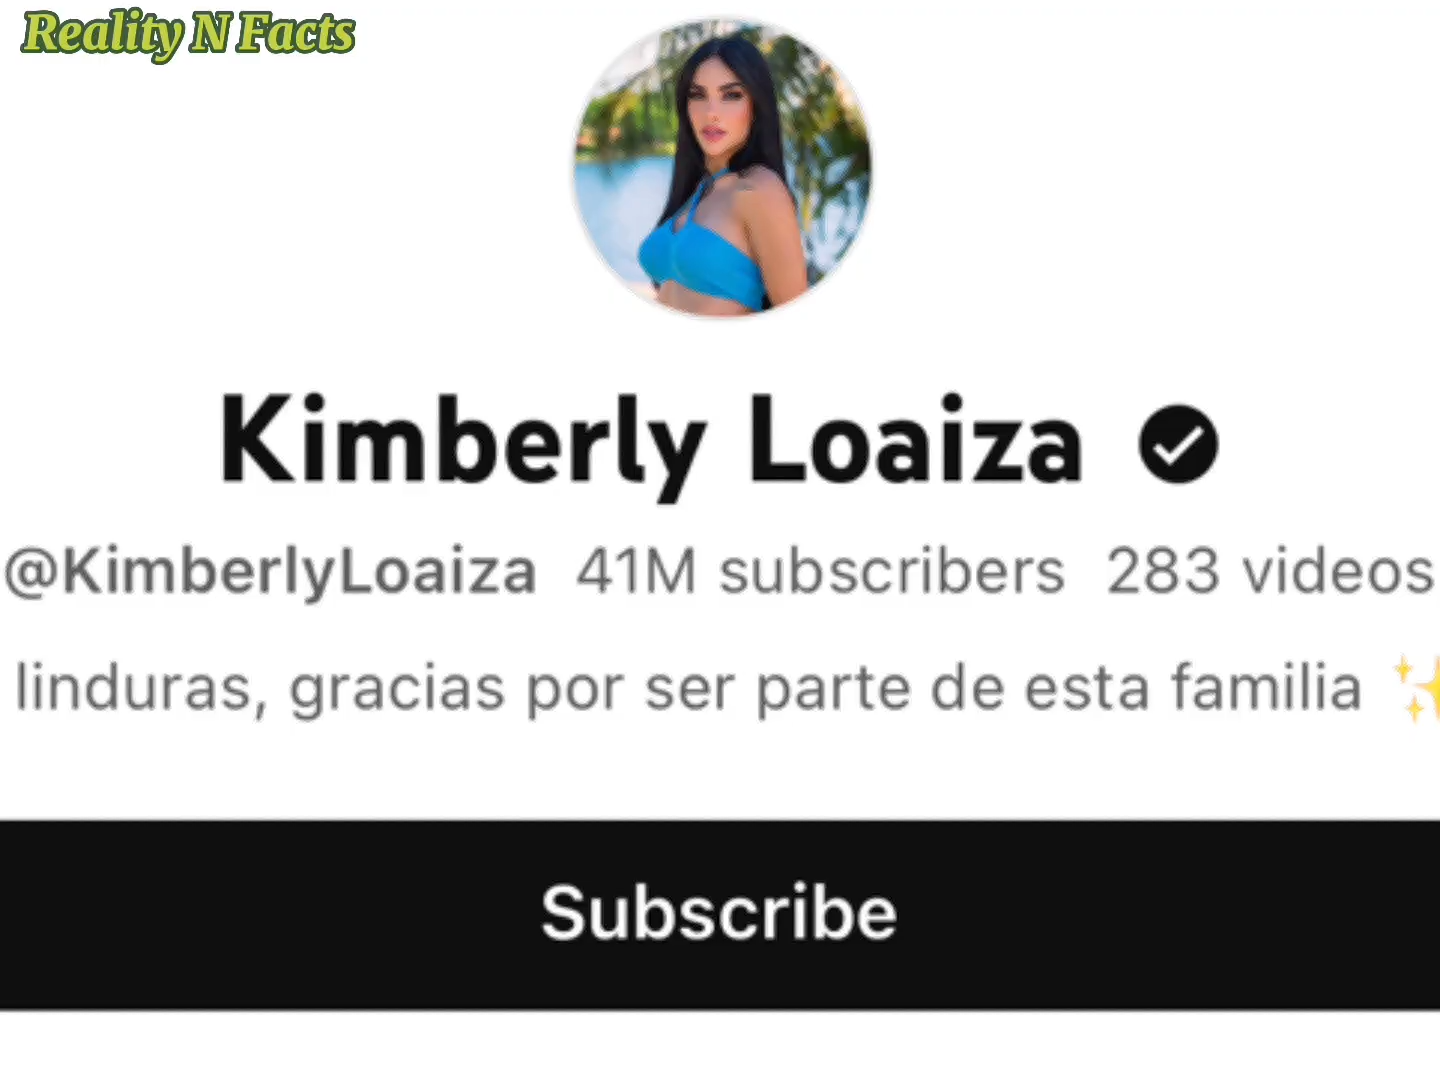 Reality N Facts
Kimberly Loaiza
@KimberlyLoaiza 41M subscribers 283 videos
linduras, gracias por ser parte de esta familia ✨
Subscribe